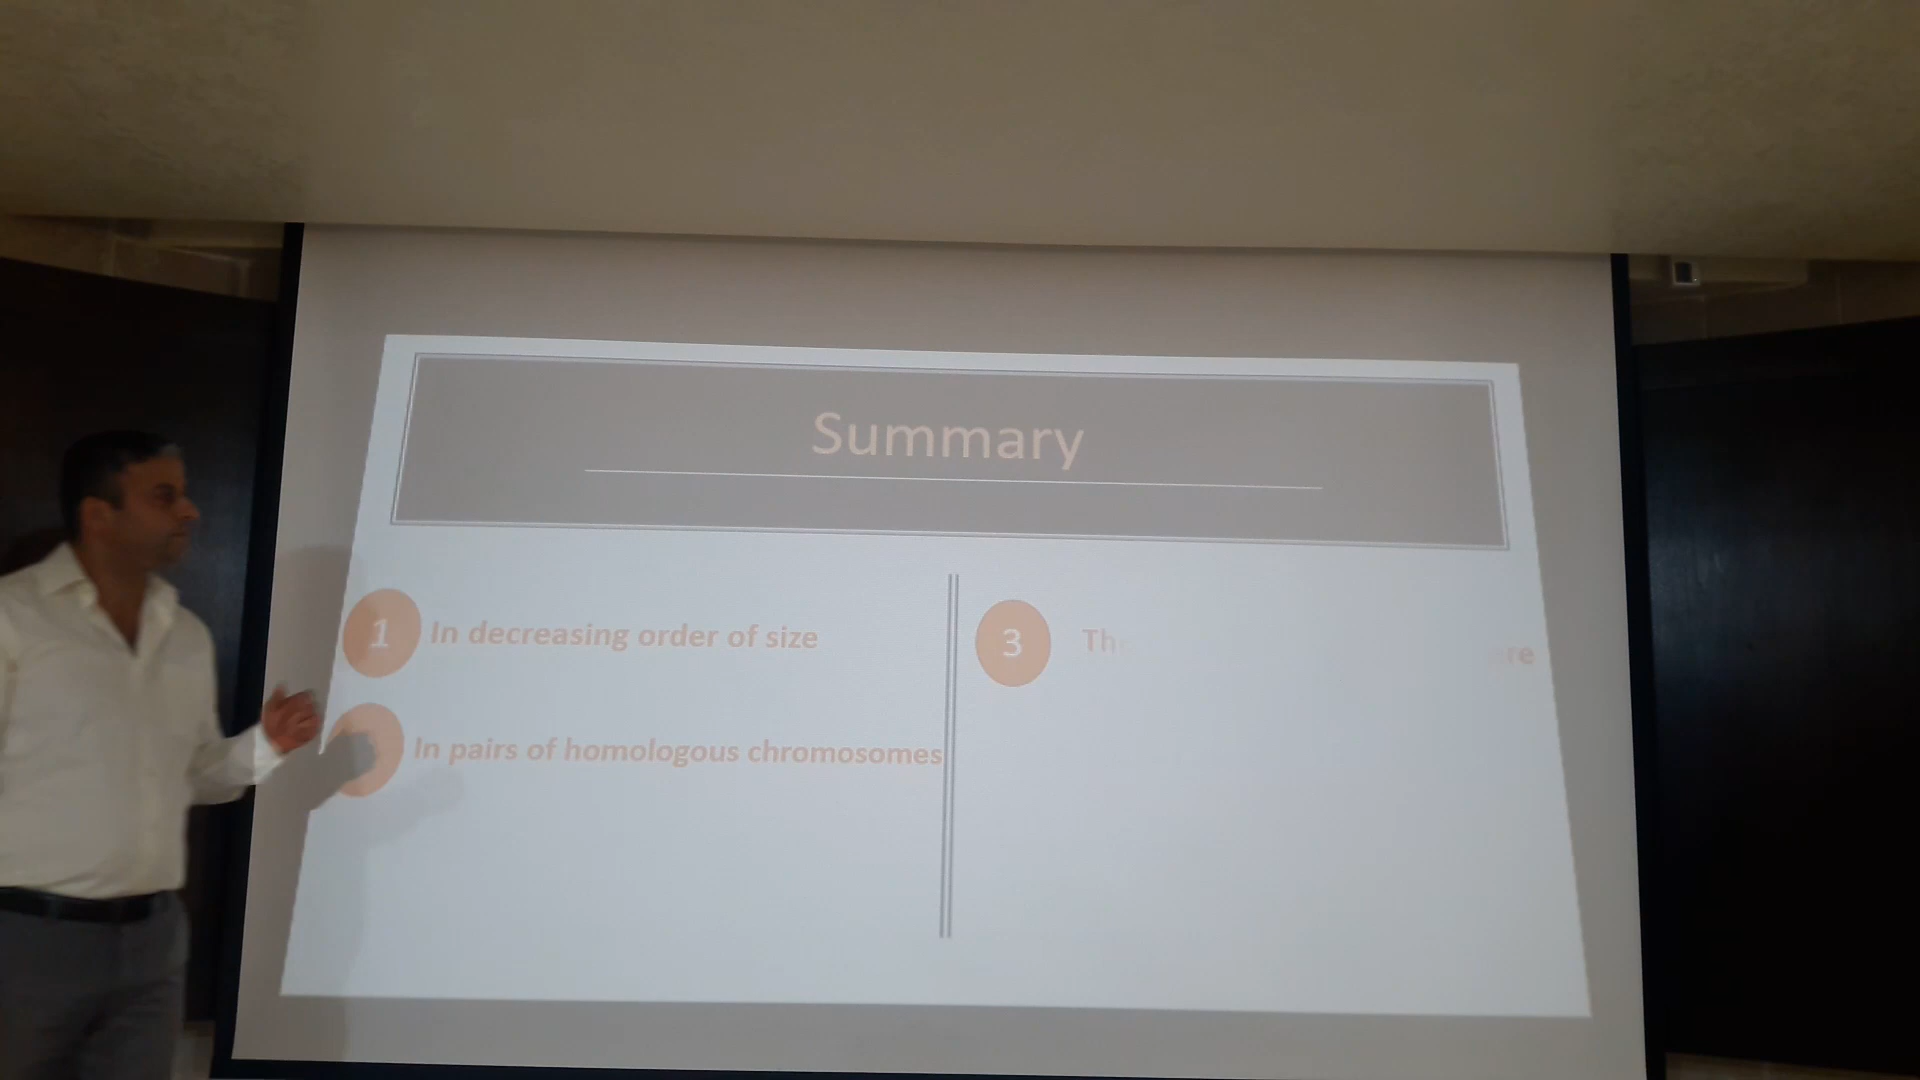 Summary
1 In decreasing order of size
In pairs of homologous chromosomes
3